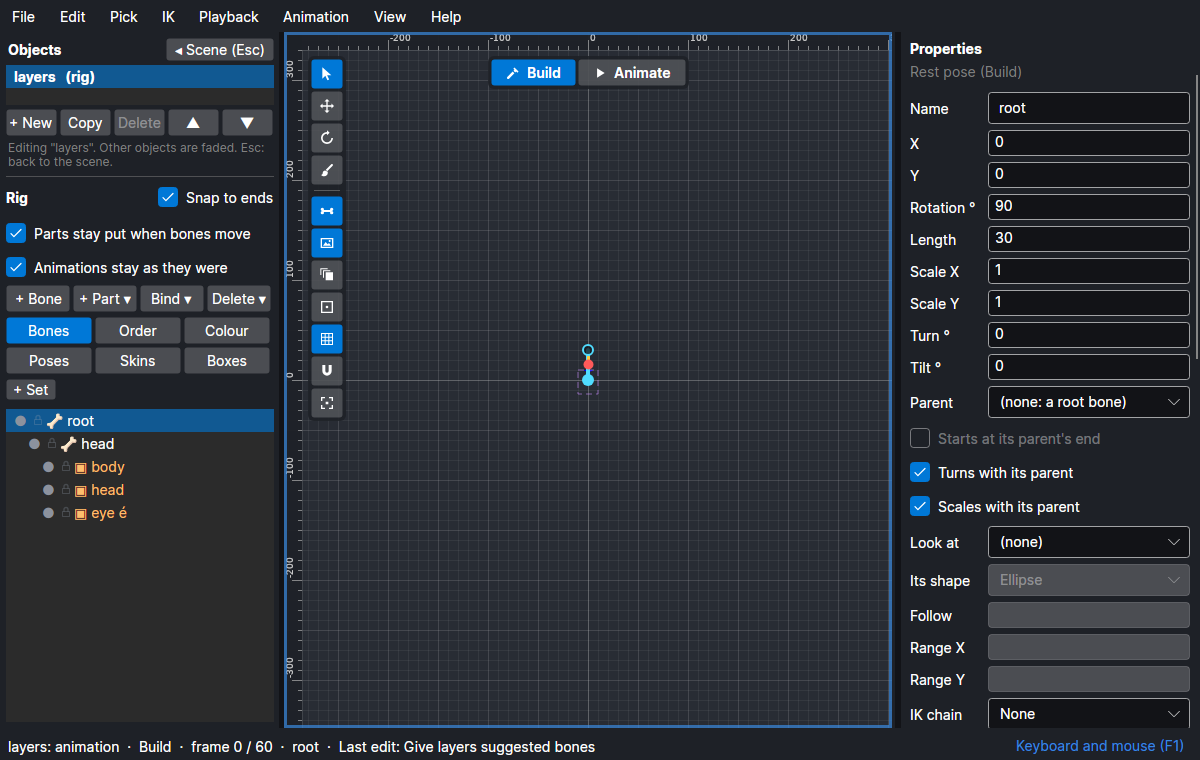 File Edit Pick IK Playback Animation View Help
Objects
◂ Scene (Esc)
layers (rig)
+ New Copy Delete ▲ ▼
Editing "layers". Other objects are faded. Esc:
back to the scene.
Rig
Snap to ends
Parts stay put when bones move
Animations stay as they were
+ Bone + Part ▾ Bind ▾ Delete ▾
Bones Order Colour
Poses Skins Boxes
+ Set
root
head
body
head
eye é
-200 -100 0 100 200
300
200
100
0
-100
-200
-300
Build Animate
Properties
Rest pose (Build)
Name root
X 0
Y 0
Rotation ° 90
Length 30
Scale X 1
Scale Y 1
Turn ° 0
Tilt ° 0
Parent (none: a root bone)
Starts at its parent's end
Turns with its parent
Scales with its parent
Look at (none)
Its shape Ellipse
Follow
Range X
Range Y
IK chain None
layers: animation · Build · frame 0 / 60 · root · Last edit: Give layers suggested bones
Keyboard and mouse (F1)